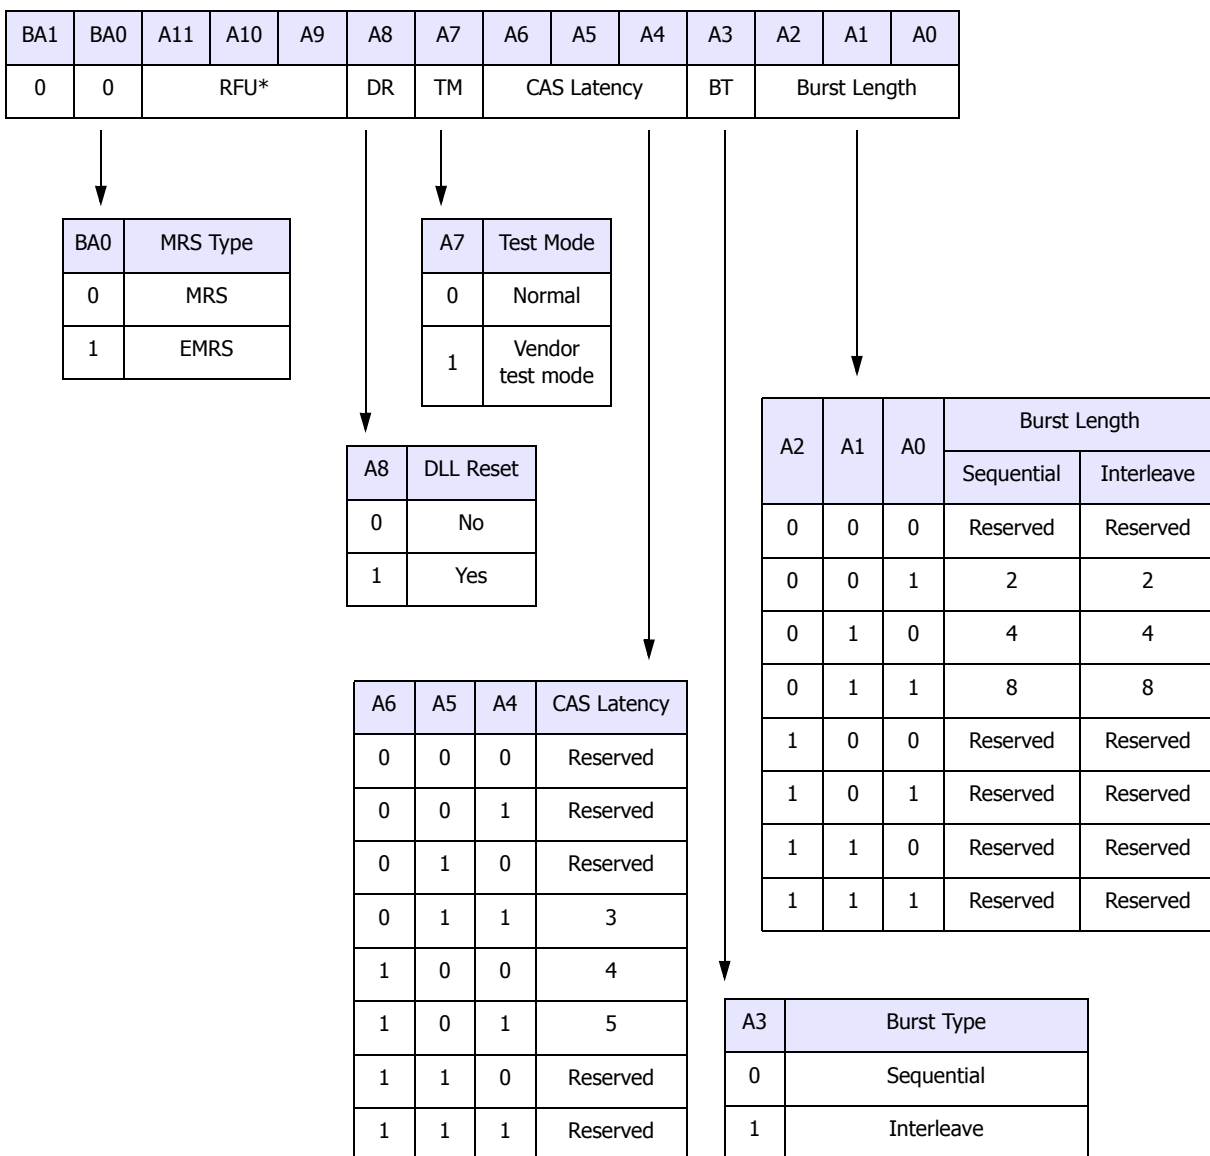 BA1 BA0 A11 A10 A9 A8 A7 A6 A5 A4 A3 A2 A1 A0
0 0 RFU* DR TM CAS Latency BT Burst Length
BA0 MRS Type
0 MRS
1 EMRS
A7 Test Mode
0 Normal
1 Vendor
test mode
A8 DLL Reset
0 No
1 Yes
A2 A1 A0 Burst Length
Sequential Interleave
0 0 0 Reserved Reserved
0 0 1 2 2
0 1 0 4 4
0 1 1 8 8
1 0 0 Reserved Reserved
1 0 1 Reserved Reserved
1 1 0 Reserved Reserved
1 1 1 Reserved Reserved
A6 A5 A4 CAS Latency
0 0 0 Reserved
0 0 1 Reserved
0 1 0 Reserved
0 1 1 3
1 0 0 4
1 0 1 5
1 1 0 Reserved
1 1 1 Reserved
A3 Burst Type
0 Sequential
1 Interleave